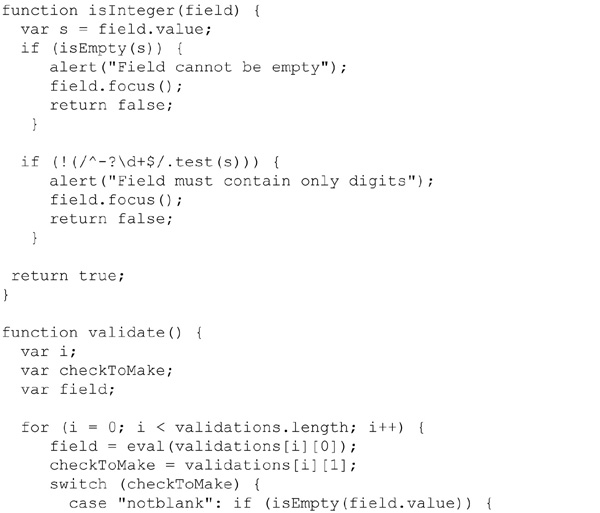 function isInteger(field) {
  var s = field.value;
  if (isEmpty(s)) {
     alert("Field cannot be empty");
     field.focus();
     return false;
   }

  if (!(/^-?\d+$/.test(s))) {
     alert("Field must contain only digits");
     field.focus();
     return false;
   }

 return true;
}

function validate() {
  var i;
  var checkToMake;
  var field;

  for (i = 0; i < validations.length; i++) {
     field = eval(validations[i][0]);
     checkToMake = validations[i][1];
     switch (checkToMake) {
       case "notblank": if (isEmpty(field.value)) {